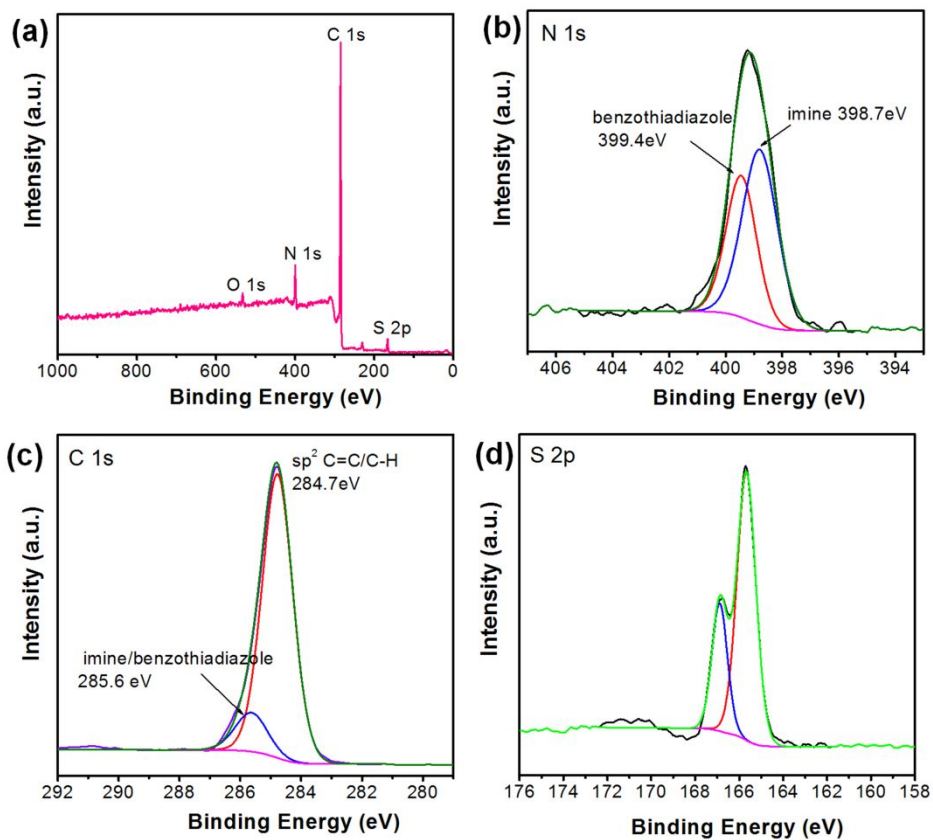 (a)
C 1s
N 1s
O 1s
S 2p
Intensity (a.u.)
1000 800 600 400 200 0
Binding Energy (eV)
(b)
N 1s
benzothiadiazole
399.4eV
imine 398.7eV
Intensity (a.u.)
406 404 402 400 398 396 394
Binding Energy (eV)
(c)
C 1s
sp² C=C/C-H
284.7eV
imine/benzothiadiazole
285.6 eV
Intensity (a.u.)
292 290 288 286 284 282 280
Binding Energy (eV)
(d)
S 2p
Intensity (a.u.)
176 174 172 170 168 166 164 162 160 158
Binding Energy (eV)